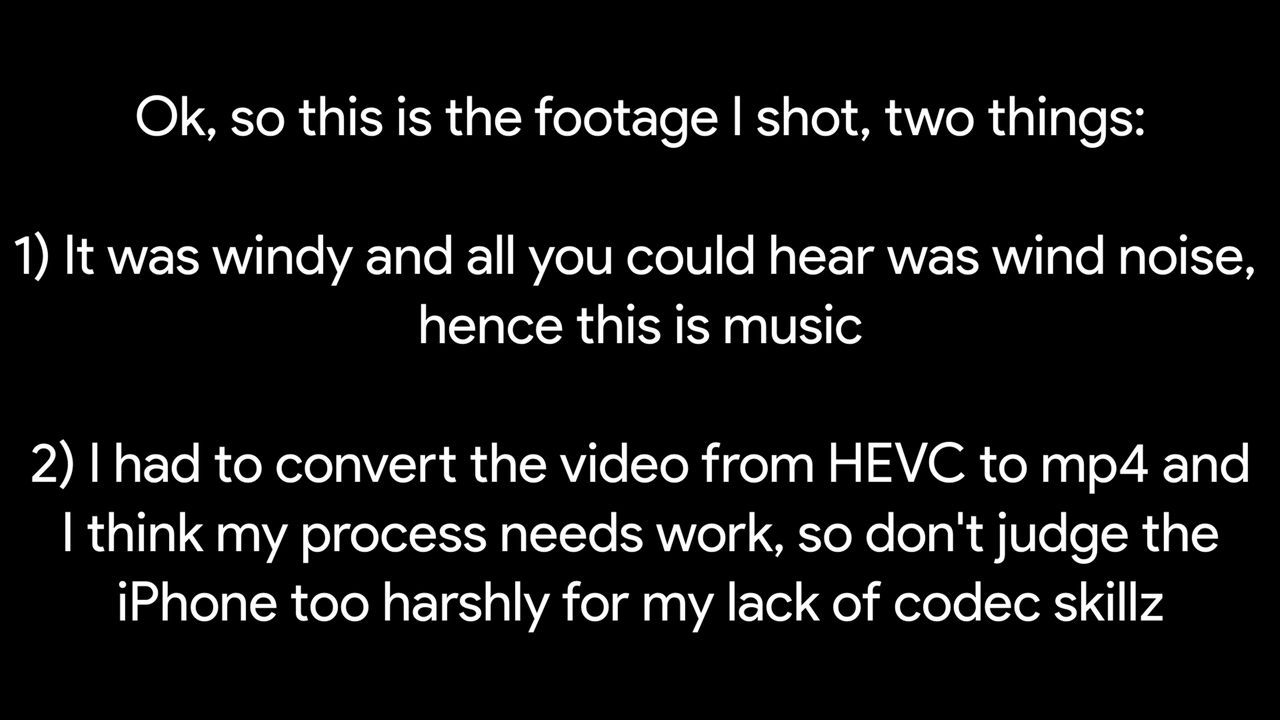 Ok, so this is the footage I shot, two things:
1) It was windy and all you could hear was wind noise,
hence this is music
2) I had to convert the video from HEVC to mp4 and
I think my process needs work, so don't judge the
iPhone too harshly for my lack of codec skillz